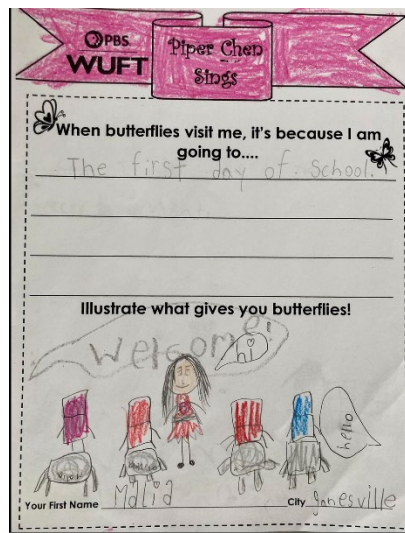 PBS
WUFT
Piper Chen
Sings
When butterflies visit me, it's because I am
going to....
The first day of School.
Illustrate what gives you butterflies!
Welcome!
hi
hello
Your First Name Malia City Janesville